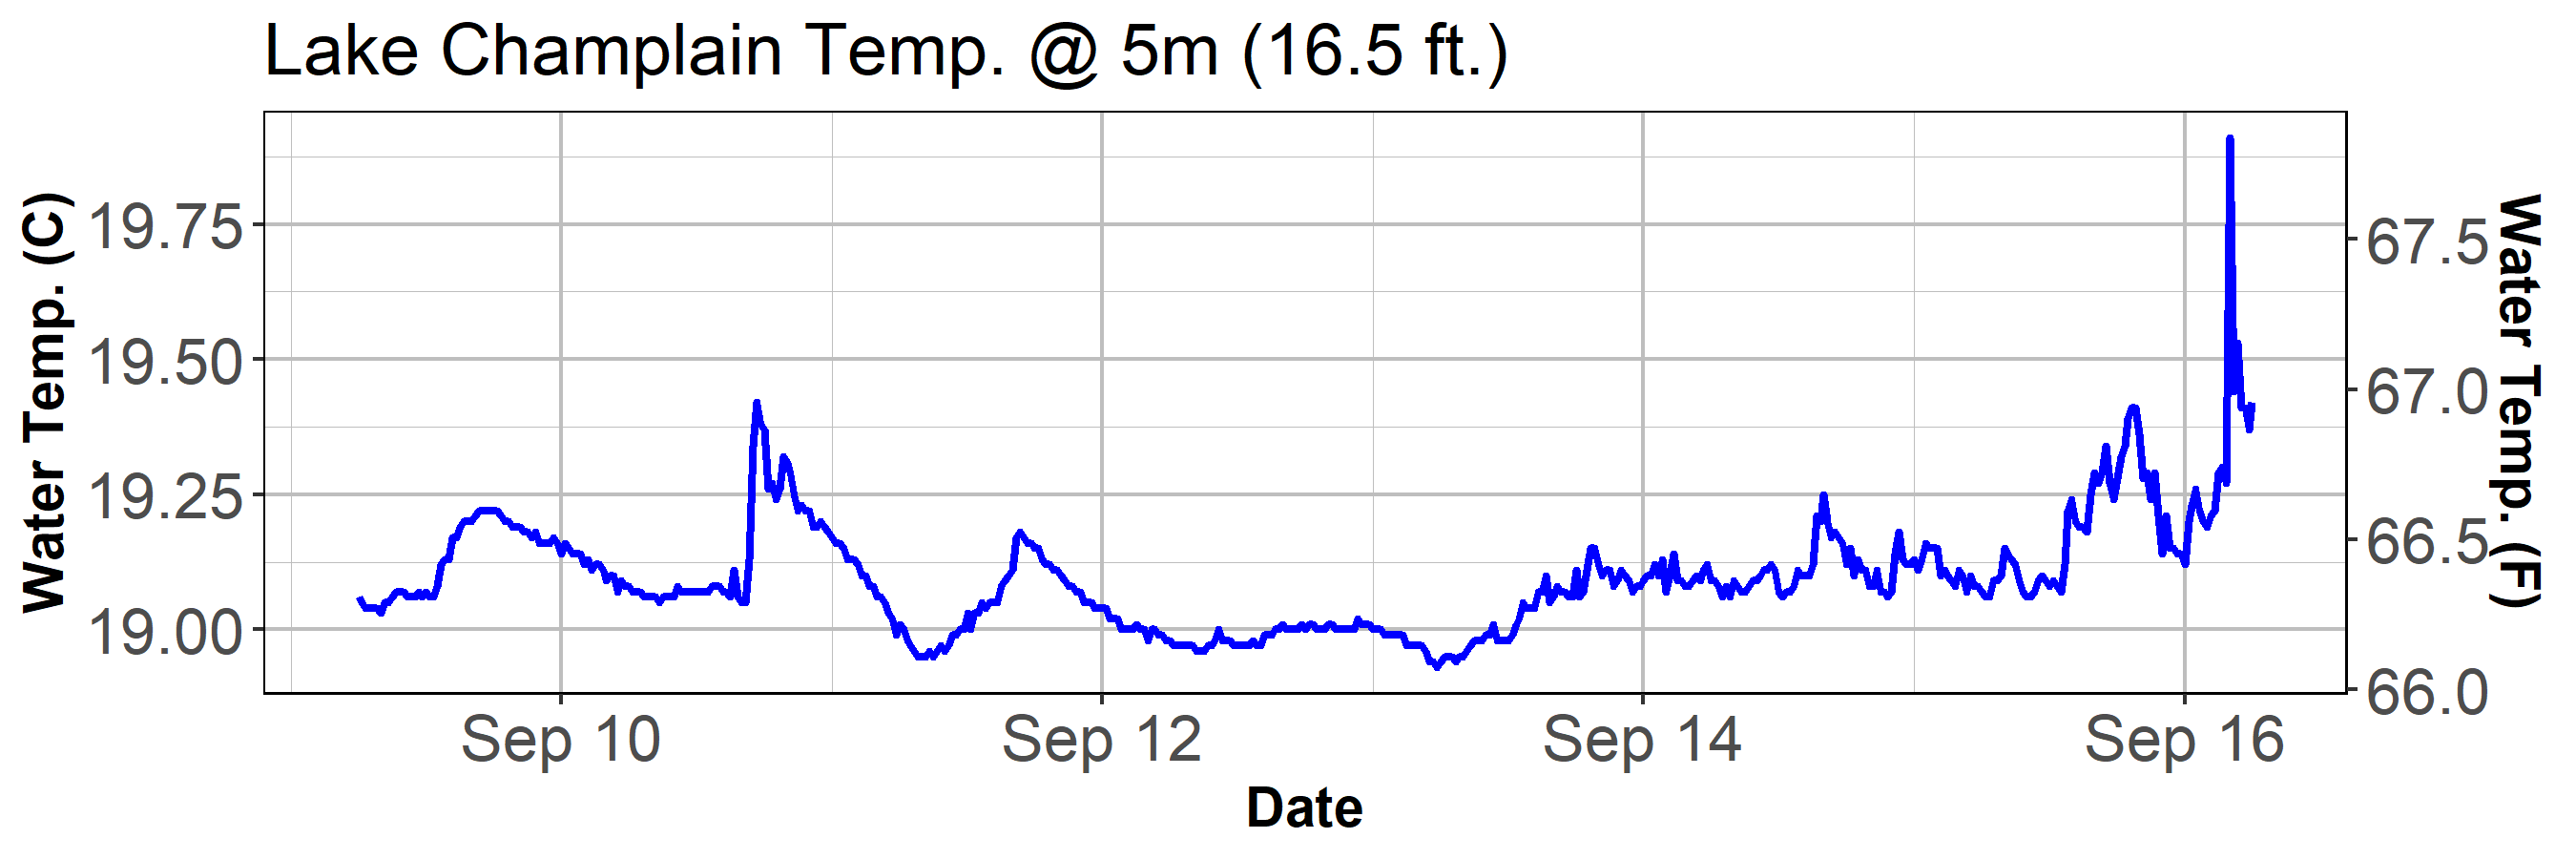 Lake Champlain Temp. @ 5m (16.5 ft.)
Water Temp. (C)
19.75
19.50
19.25
19.00
67.5
67.0
66.5
66.0
Water Temp. (F)
Sep 10
Sep 12
Sep 14
Sep 16
Date